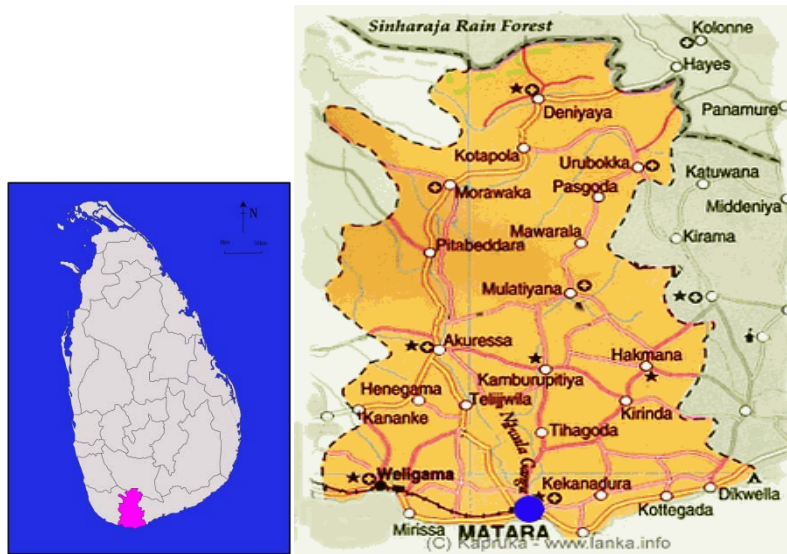 N
Sinharaja Rain Forest
Kolonne
Hayes
Deniyaya
Panamure
Kotapola
Urubokka
Katuwana
Morawaka
Pasgoda
Middeniya
Mawarala
Kirama
Pitabeddara
Mulatiyana
Akuressa
Hakmana
Kamburupitiya
Henegama
Telijjwila
Kirinda
Kananke
Tihagoda
Weligama
Kekanadura
Dikwella
Kottegada
Mirissa
MATARA
(C) Kapruka - www.lanka.info